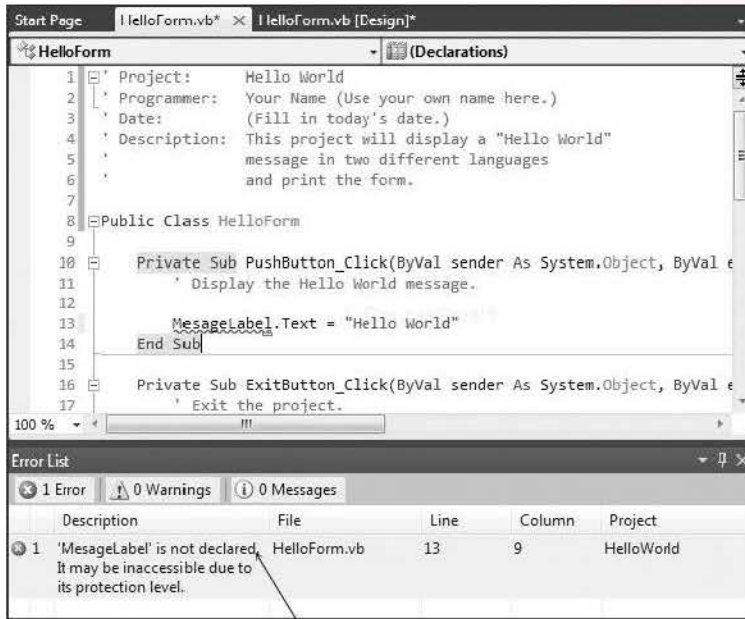 Start Page HelloForm.vb* HelloForm.vb [Design]*
HelloForm (Declarations)
1 ' Project: Hello World
2 ' Programmer: Your Name (Use your own name here.)
3 ' Date: (Fill in today's date.)
4 ' Description: This project will display a "Hello World"
5 ' message in two different languages
6 ' and print the form.
7
8 Public Class HelloForm
9
10 Private Sub PushButton_Click(ByVal sender As System.Object, ByVal e
11 ' Display the Hello World message.
12
13 MesageLabel.Text = "Hello World"
14 End Sub
15
16 Private Sub ExitButton_Click(ByVal sender As System.Object, ByVal e
17 ' Exit the project.
100 %
Error List
1 Error 0 Warnings 0 Messages
Description File Line Column Project
1 'MesageLabel' is not declared. HelloForm.vb 13 9 HelloWorld
It may be inaccessible due to
its protection level.